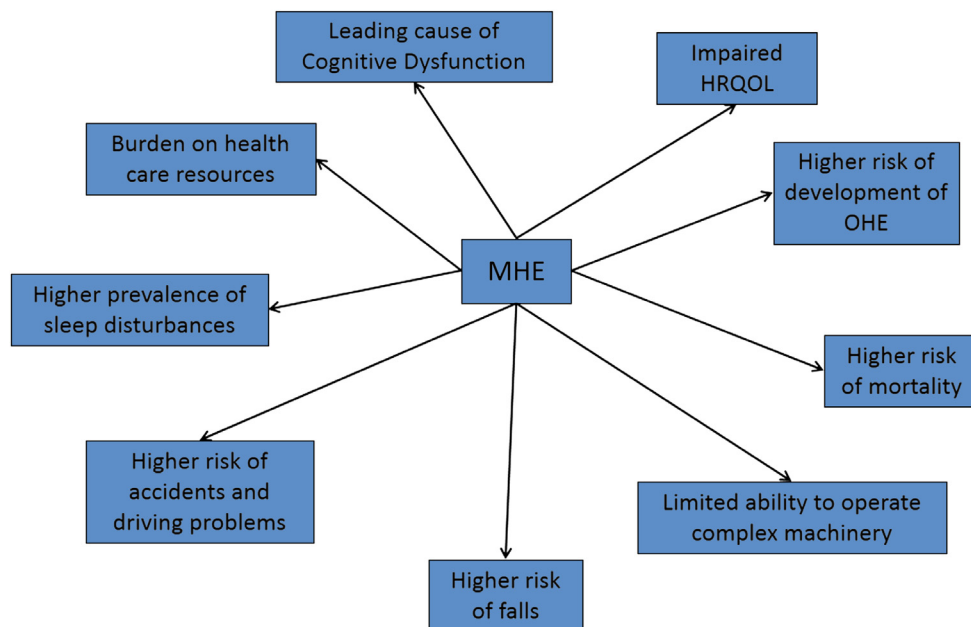 Leading cause of
Cognitive Dysfunction
Impaired
HRQOL
Burden on health
care resources
Higher risk of
development of
OHE
MHE
Higher prevalence of
sleep disturbances
Higher risk
of mortality
Higher risk of
accidents and
driving problems
Limited ability to operate
complex machinery
Higher risk
of falls